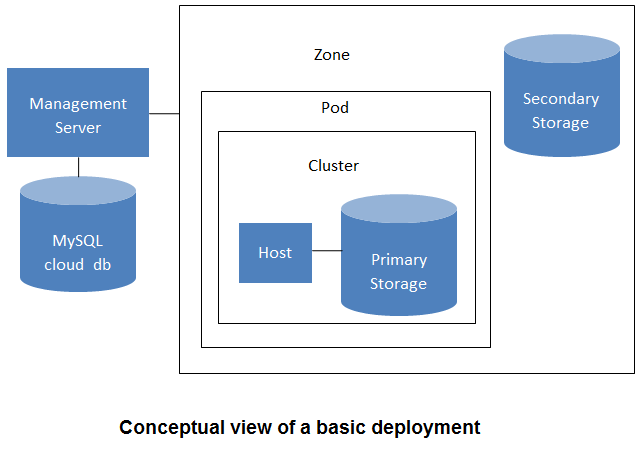 Zone
Management
Server
Secondary
Storage
Pod
Cluster
MySQL
cloud db
Host
Primary
Storage
Conceptual view of a basic deployment